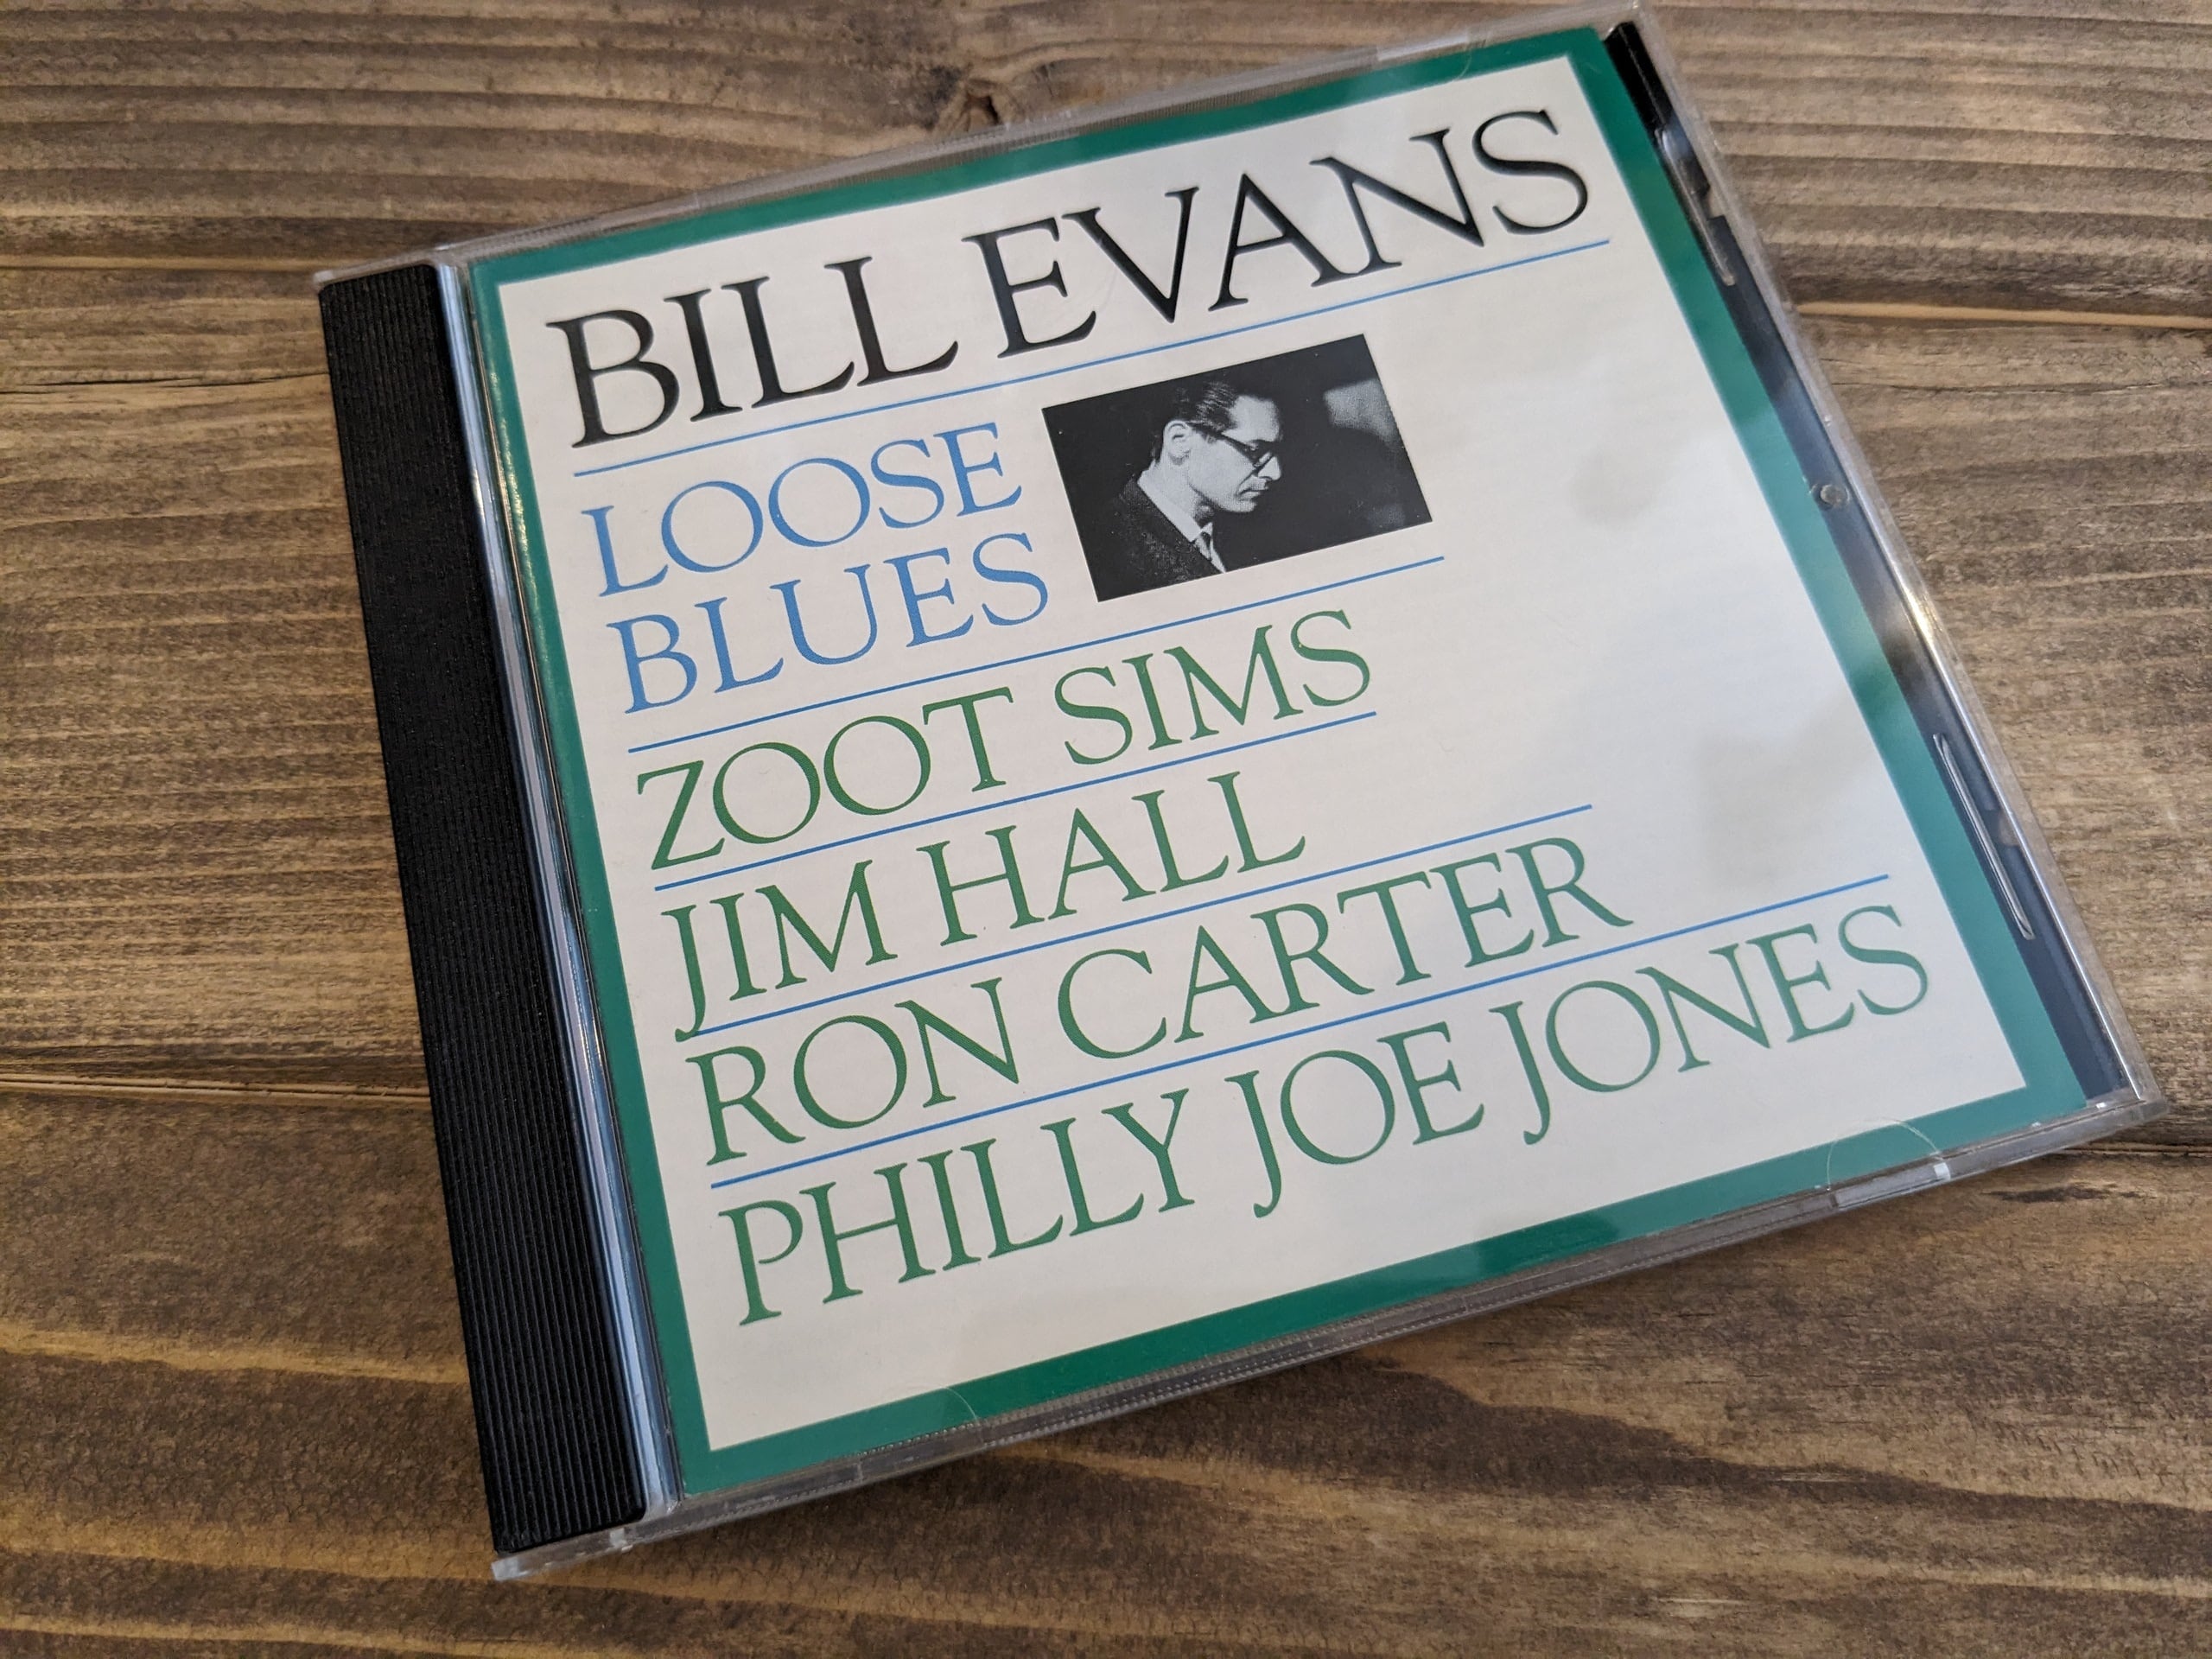 BILL EVANS
LOOSE
BLUES
ZOOT SIMS
JIM HALL
RON CARTER
PHILLY JOE JONES